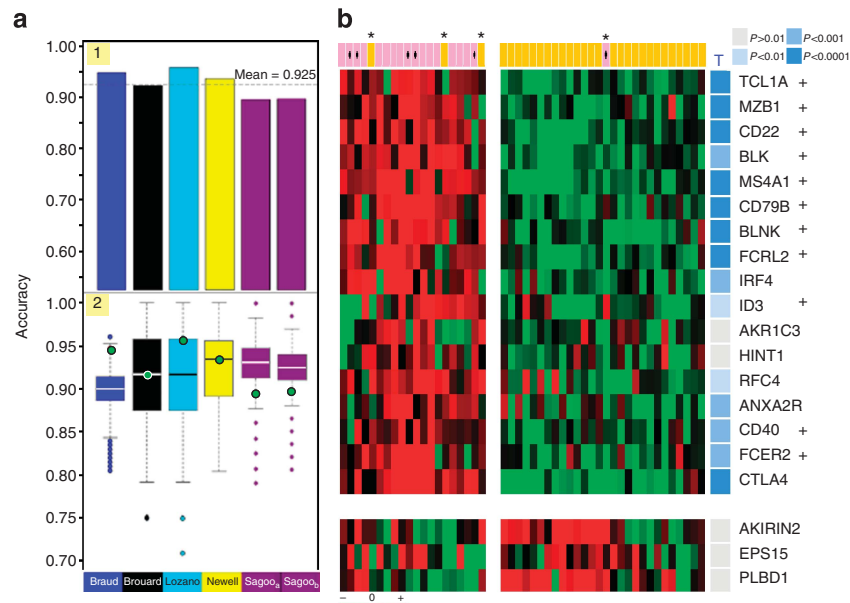 a
1
Mean = 0.925
1.00
0.90
0.80
0.70
0.60
Accuracy
2
1.00
0.95
0.90
0.85
0.80
0.75
0.70
Braud Brouard Lozano Newell Sagoo_a Sagoo_b
b
* * * *
P>0.01 P<0.001
P<0.01 P<0.0001
T
TCL1A +
MZB1 +
CD22 +
BLK +
MS4A1 +
CD79B +
BLNK +
FCRL2 +
IRF4
ID3 +
AKR1C3
HINT1
RFC4
ANXA2R
CD40 +
FCER2 +
CTLA4
AKIRIN2
EPS15
PLBD1
– 0 +